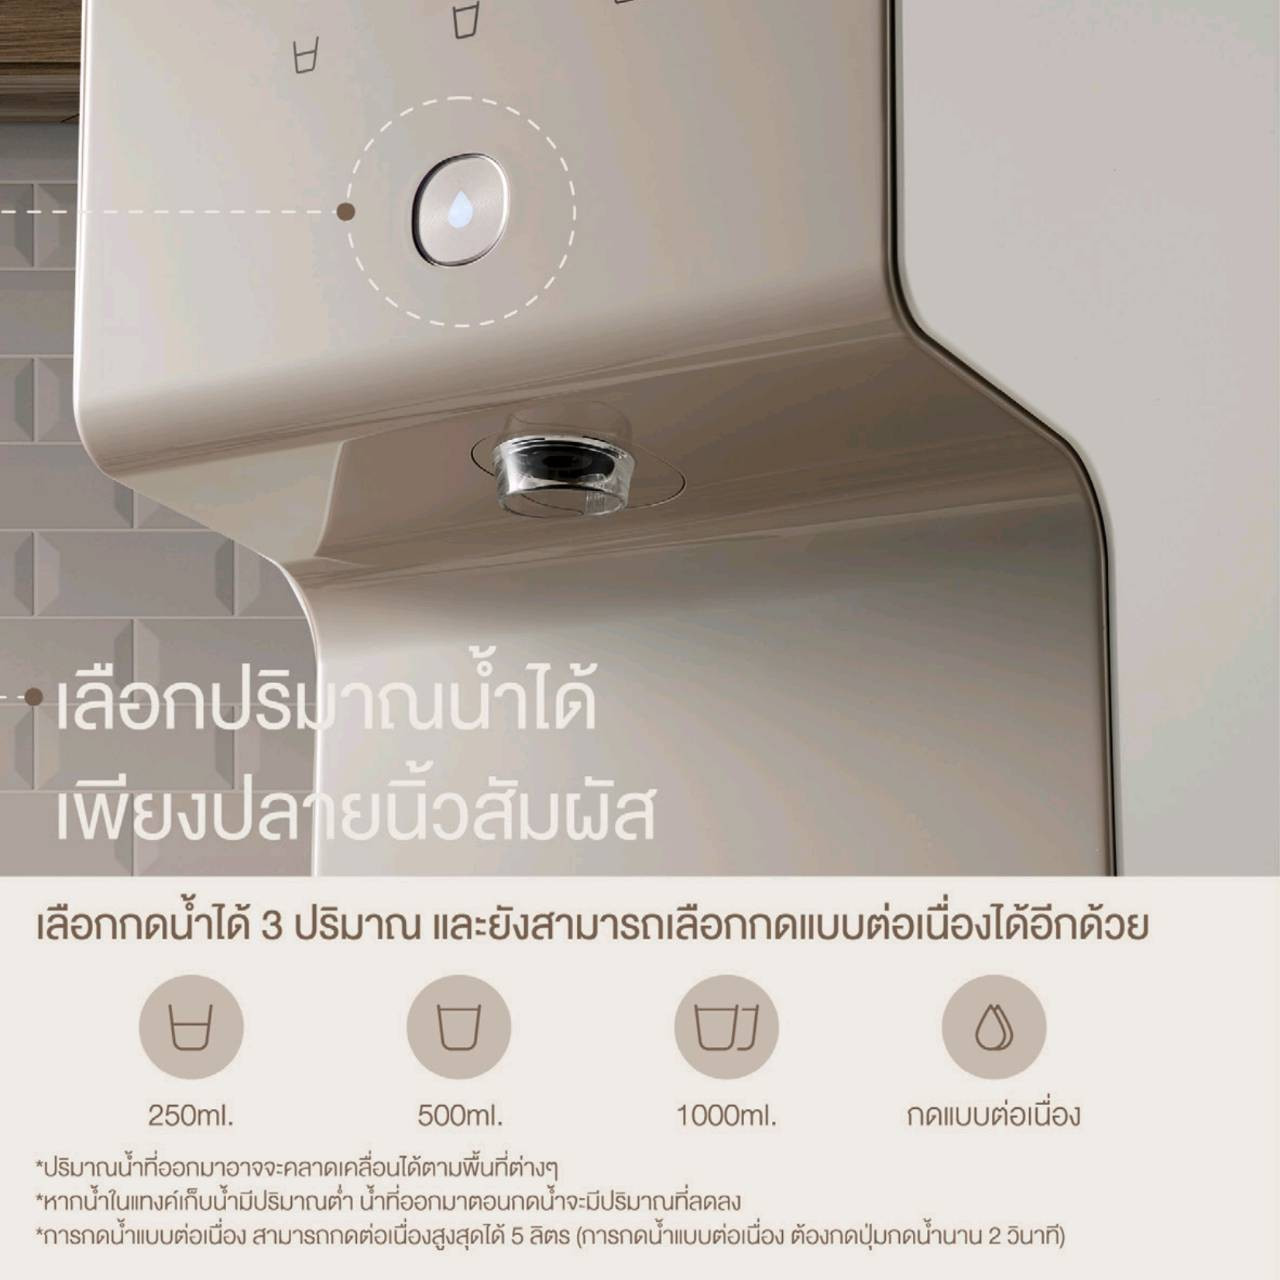 เลือกปริมาณน้ำได้
เพียงปลายนิ้วสัมผัส
เลือกกดน้ำได้ 3 ปริมาณ และยังสามารถเลือกกดแบบต่อเนื่องได้อีกด้วย
250ml. 500ml. 1000ml. กดแบบต่อเนื่อง
*ปริมาณน้ำที่ออกมาอาจจะคลาดเคลื่อนได้ตามพื้นที่ต่างๆ
*หากน้ำในแทงค์เก็บน้ำมีปริมาณต่ำ น้ำที่ออกมาตอนกดน้ำจะมีปริมาณที่ลดลง
*การกดน้ำแบบต่อเนื่อง สามารถกดต่อเนื่องสูงสุดได้ 5 ลิตร (การกดน้ำแบบต่อเนื่อง ต้องกดปุ่มกดน้ำนาน 2 วินาที)